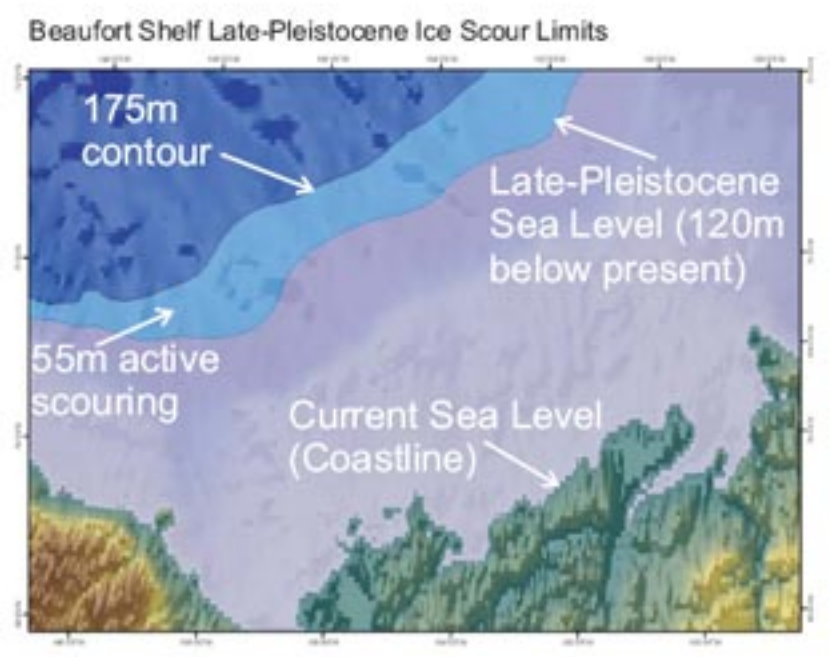 Beaufort Shelf Late-Pleistocene Ice Scour Limits
175m
contour
Late-Pleistocene
Sea Level (120m
below present)
55m active
scouring
Current Sea Level
(Coastline)